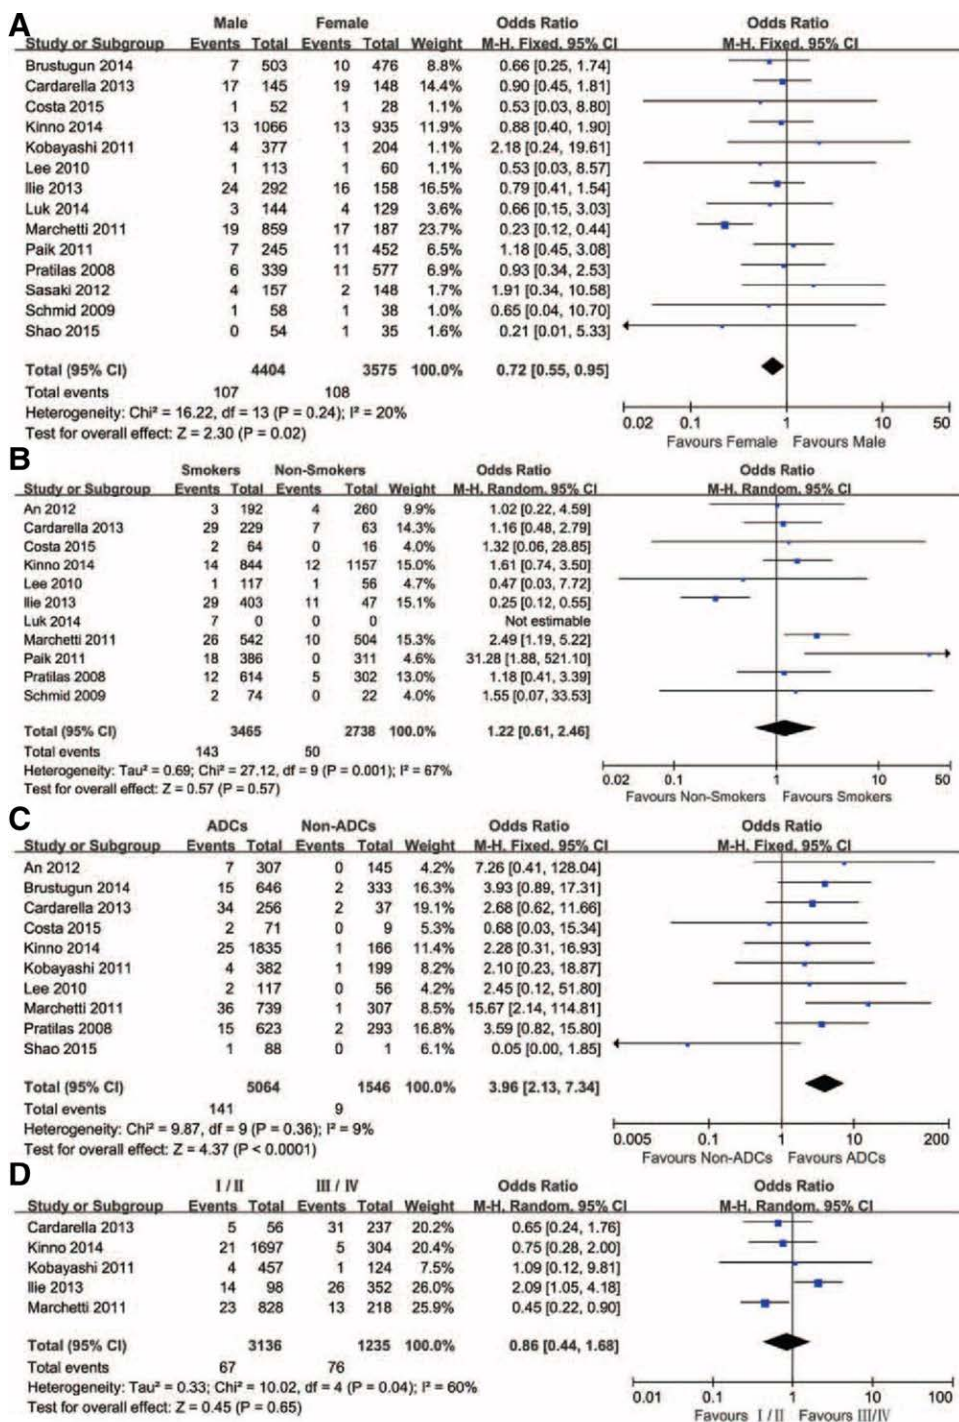 A
Male Female Odds Ratio Odds Ratio
Study or Subgroup Events Total Events Total Weight M-H. Fixed. 95% CI M-H. Fixed. 95% CI
Brustugun 2014 7 503 10 476 8.8% 0.66 [0.25, 1.74]
Cardarella 2013 17 145 19 148 14.4% 0.90 [0.45, 1.81]
Costa 2015 1 52 1 28 1.1% 0.53 [0.03, 8.80]
Kinno 2014 13 1066 13 935 11.9% 0.88 [0.40, 1.90]
Kobayashi 2011 4 377 1 204 1.1% 2.18 [0.24, 19.61]
Lee 2010 1 113 1 60 1.1% 0.53 [0.03, 8.57]
Ilie 2013 24 292 16 158 16.5% 0.79 [0.41, 1.54]
Luk 2014 3 144 4 129 3.6% 0.66 [0.15, 3.03]
Marchetti 2011 19 859 17 187 23.7% 0.23 [0.12, 0.44]
Paik 2011 7 245 11 452 6.5% 1.18 [0.45, 3.08]
Pratilas 2008 6 339 11 577 6.9% 0.93 [0.34, 2.53]
Sasaki 2012 4 157 2 148 1.7% 1.91 [0.34, 10.58]
Schmid 2009 1 58 1 38 1.0% 0.65 [0.04, 10.70]
Shao 2015 0 54 1 35 1.6% 0.21 [0.01, 5.33]
Total (95% CI) 4404 3575 100.0% 0.72 [0.55, 0.95]
Total events 107 108
Heterogeneity: Chi² = 16.22, df = 13 (P = 0.24); I² = 20%
Test for overall effect: Z = 2.30 (P = 0.02)
0.02 0.1 1 10 50
Favours Female Favours Male
B
Smokers Non-Smokers Odds Ratio Odds Ratio
Study or Subgroup Events Total Events Total Weight M-H. Random. 95% CI M-H. Random. 95% CI
An 2012 3 192 4 260 9.9% 1.02 [0.22, 4.59]
Cardarella 2013 29 229 7 63 14.3% 1.16 [0.48, 2.79]
Costa 2015 2 64 0 16 4.0% 1.32 [0.06, 28.85]
Kinno 2014 14 844 12 1157 15.0% 1.61 [0.74, 3.50]
Lee 2010 1 117 1 56 4.7% 0.47 [0.03, 7.72]
Ilie 2013 29 403 11 47 15.1% 0.25 [0.12, 0.55]
Luk 2014 7 0 0 0 Not estimable
Marchetti 2011 26 542 10 504 15.3% 2.49 [1.19, 5.22]
Paik 2011 18 386 0 311 4.6% 31.28 [1.88, 521.10]
Pratilas 2008 12 614 5 302 13.0% 1.18 [0.41, 3.39]
Schmid 2009 2 74 0 22 4.0% 1.55 [0.07, 33.53]
Total (95% CI) 3465 2738 100.0% 1.22 [0.61, 2.46]
Total events 143 50
Heterogeneity: Tau² = 0.69; Chi² = 27.12, df = 9 (P = 0.001); I² = 67%
Test for overall effect: Z = 0.57 (P = 0.57)
0.02 0.1 1 10 50
Favours Non-Smokers Favours Smokers
C
ADCs Non-ADCs Odds Ratio Odds Ratio
Study or Subgroup Events Total Events Total Weight M-H. Fixed. 95% CI M-H. Fixed. 95% CI
An 2012 7 307 0 145 4.2% 7.26 [0.41, 128.04]
Brustugun 2014 15 646 2 333 16.3% 3.93 [0.89, 17.31]
Cardarella 2013 34 256 2 37 19.1% 2.68 [0.62, 11.66]
Costa 2015 2 71 0 9 5.3% 0.68 [0.03, 15.34]
Kinno 2014 25 1835 1 166 11.4% 2.28 [0.31, 16.93]
Kobayashi 2011 4 382 1 199 8.2% 2.10 [0.23, 18.87]
Lee 2010 2 117 0 56 4.2% 2.45 [0.12, 51.80]
Marchetti 2011 36 739 1 307 8.5% 15.67 [2.14, 114.81]
Pratilas 2008 15 623 2 293 16.8% 3.59 [0.82, 15.80]
Shao 2015 1 88 0 1 6.1% 0.05 [0.00, 1.85]
Total (95% CI) 5064 1546 100.0% 3.96 [2.13, 7.34]
Total events 141 9
Heterogeneity: Chi² = 9.87, df = 9 (P = 0.36); I² = 9%
Test for overall effect: Z = 4.37 (P < 0.0001)
0.005 0.1 1 10 200
Favours Non-ADCs Favours ADCs
D
I / II III / IV Odds Ratio Odds Ratio
Study or Subgroup Events Total Events Total Weight M-H. Random. 95% CI M-H. Random. 95% CI
Cardarella 2013 5 56 31 237 20.2% 0.65 [0.24, 1.76]
Kinno 2014 21 1697 5 304 20.4% 0.75 [0.28, 2.00]
Kobayashi 2011 4 457 1 124 7.5% 1.09 [0.12, 9.81]
Ilie 2013 14 98 26 352 26.0% 2.09 [1.05, 4.18]
Marchetti 2011 23 828 13 218 25.9% 0.45 [0.22, 0.90]
Total (95% CI) 3136 1235 100.0% 0.86 [0.44, 1.68]
Total events 67 76
Heterogeneity: Tau² = 0.33; Chi² = 10.02, df = 4 (P = 0.04); I² = 60%
Test for overall effect: Z = 0.45 (P = 0.65)
0.01 0.1 1 10 100
Favours I / II Favours III/IV